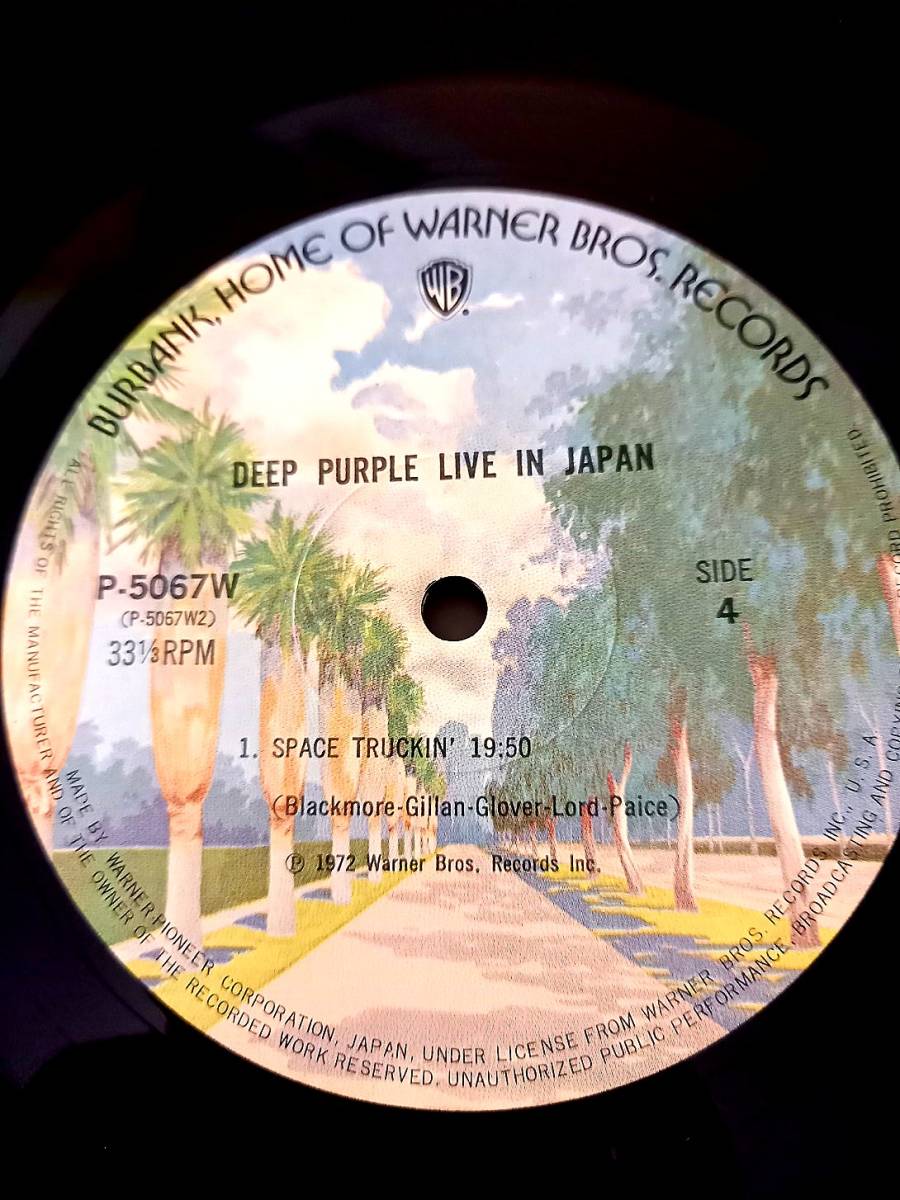 BURBANK, HOME OF WARNER BROS. RECORDS
WB
DEEP PURPLE LIVE IN JAPAN
P-5067W
(P-5067W2)
33⅓ RPM
SIDE
4
1. SPACE TRUCKIN' 19:50
(Blackmore-Gillan-Glover-Lord-Paice)
Ⓟ 1972 Warner Bros. Records Inc.
MADE BY WARNER-PIONEER CORPORATION, JAPAN, UNDER LICENSE FROM WARNER BROS. RECORDS INC., U. S. A.
ALL RIGHTS OF THE MANUFACTURER AND OF THE OWNER OF THE RECORDED WORK RESERVED. UNAUTHORIZED PUBLIC PERFORMANCE, BROADCASTING AND COPYING PROHIBITED.